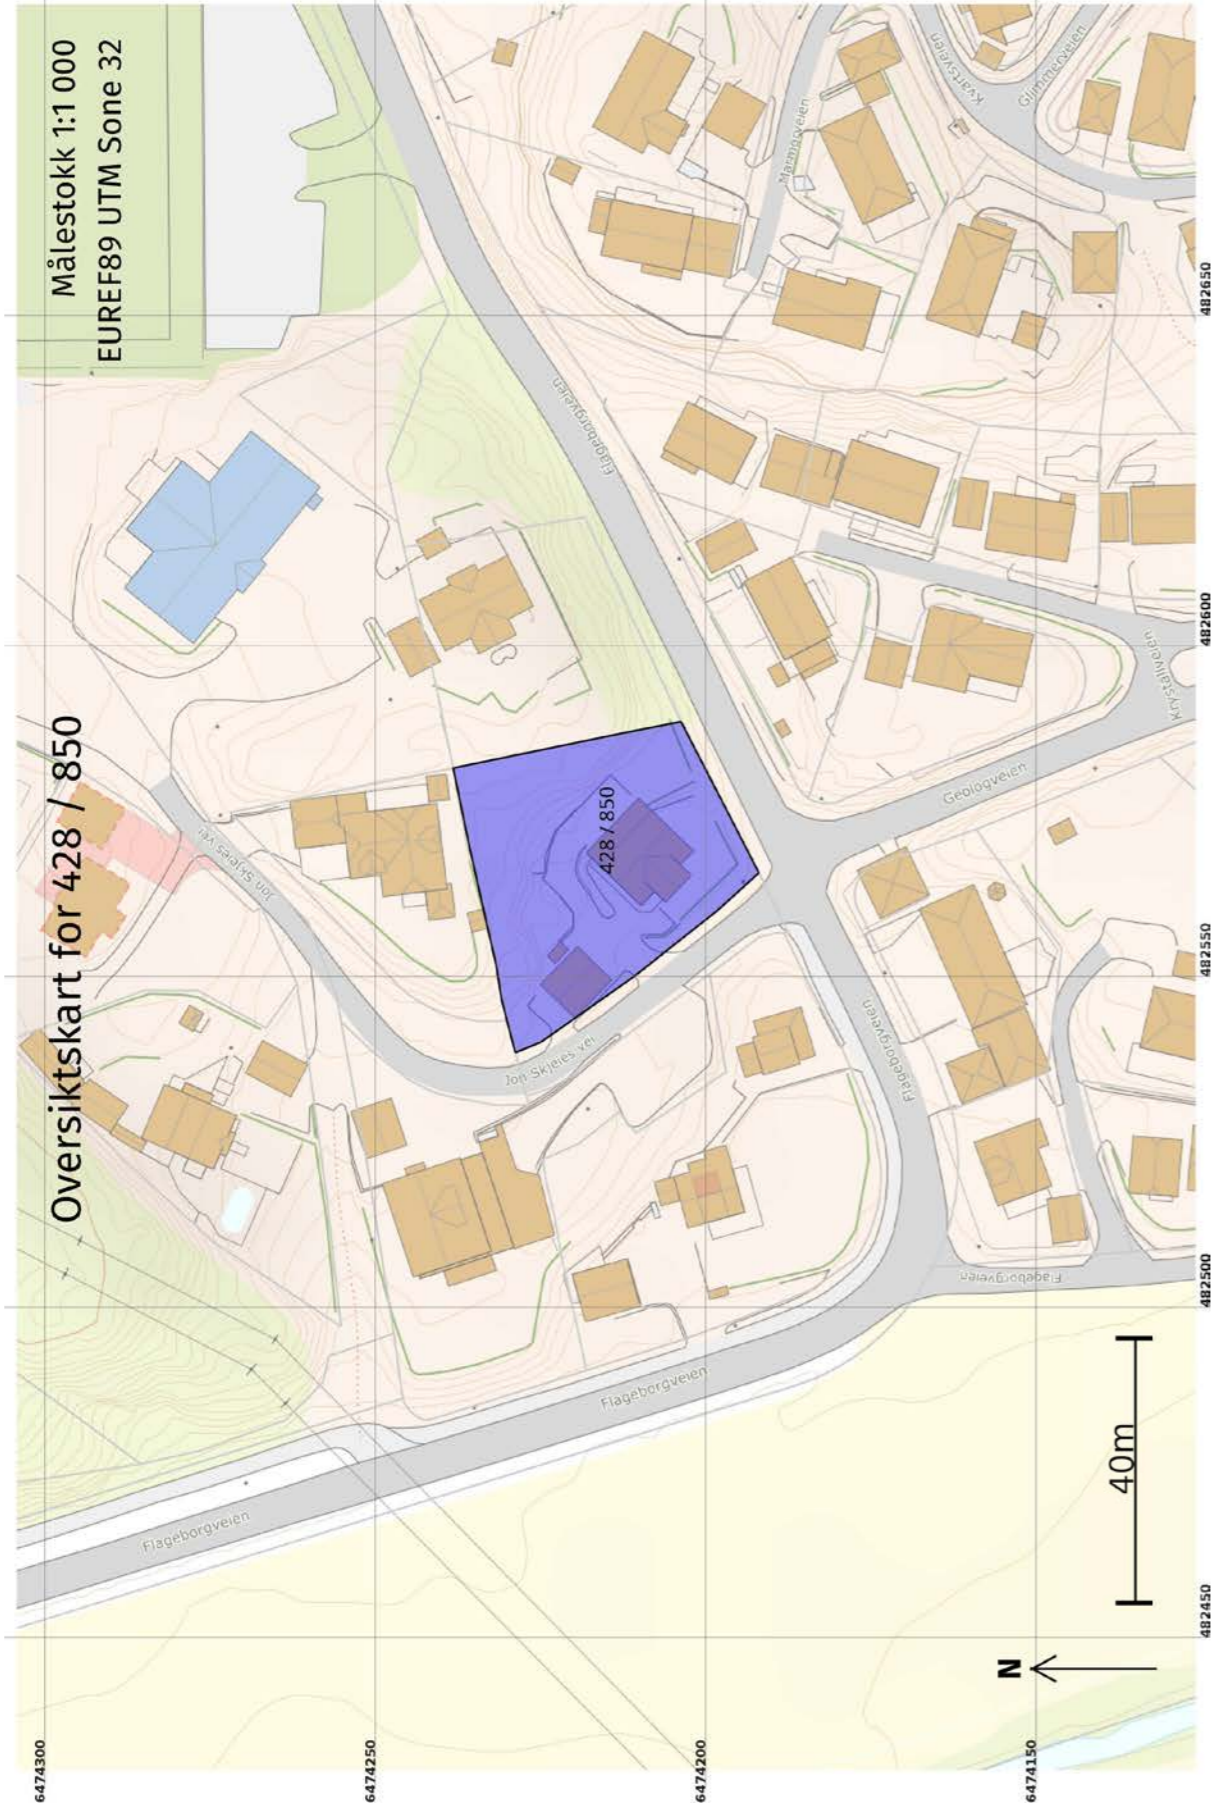 Oversiktskart for 428 / 850
Målestokk 1:1 000
EUREF89 UTM Sone 32
Jon Skjeies vei
Jon Skjeies vei
428 / 850
Flageborgveien
Flageborgveien
Flageborgveien
Flageborgveien
Flageborgveien
Marmorveien
Kvartsveien
Glimmerveien
Geologveien
Krystallveien
N
40m
6474300
6474250
6474200
6474150
482450
482500
482550
482600
482650